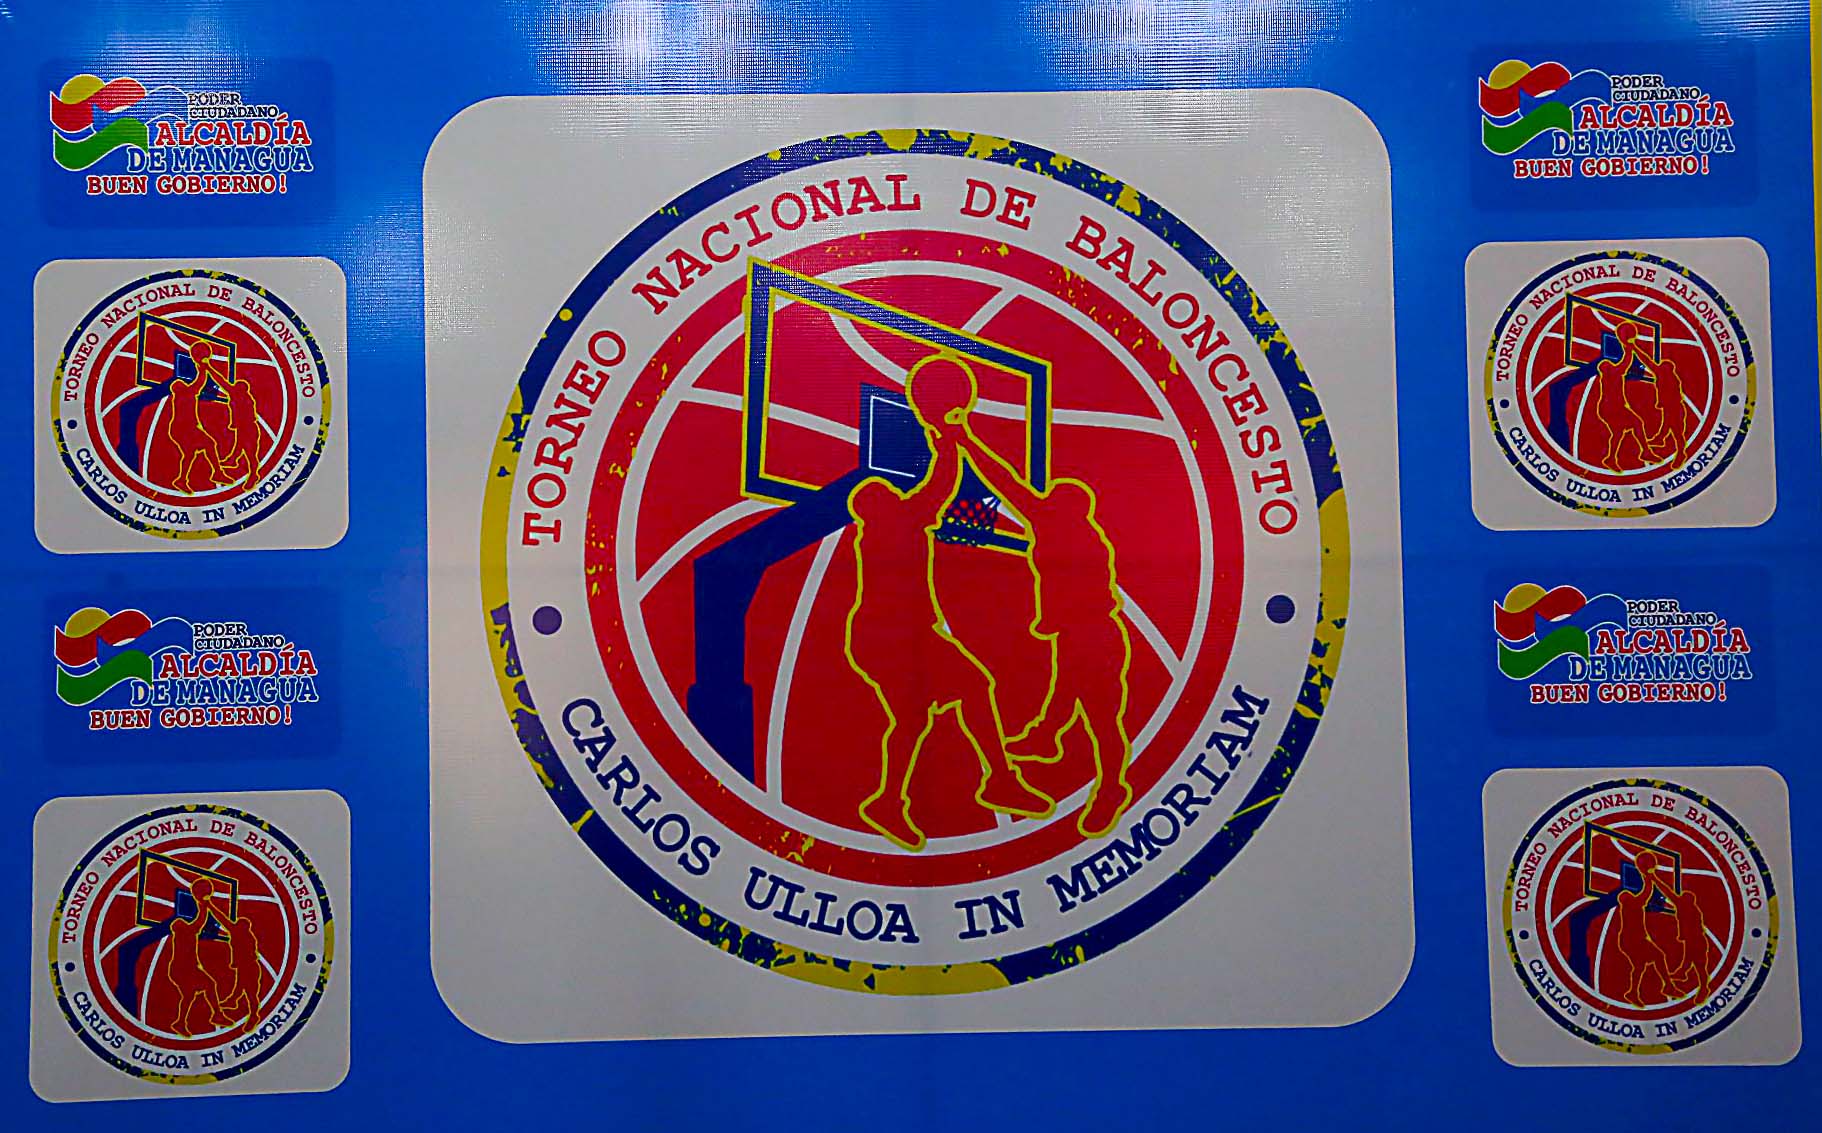 PODER
CIUDADANO
ALCALDÍA
DE MANAGUA
BUEN GOBIERNO!
TORNEO NACIONAL DE BALONCESTO
CARLOS ULLOA IN MEMORIAM
PODER
CIUDADANO
ALCALDÍA
DE MANAGUA
BUEN GOBIERNO!
TORNEO NACIONAL DE BALONCESTO
CARLOS ULLOA IN MEMORIAM
TORNEO NACIONAL DE BALONCESTO
CARLOS ULLOA IN MEMORIAM
PODER
CIUDADANO
ALCALDÍA
DE MANAGUA
BUEN GOBIERNO!
TORNEO NACIONAL DE BALONCESTO
CARLOS ULLOA IN MEMORIAM
PODER
CIUDADANO
ALCALDÍA
DE MANAGUA
BUEN GOBIERNO!
TORNEO NACIONAL DE BALONCESTO
CARLOS ULLOA IN MEMORIAM